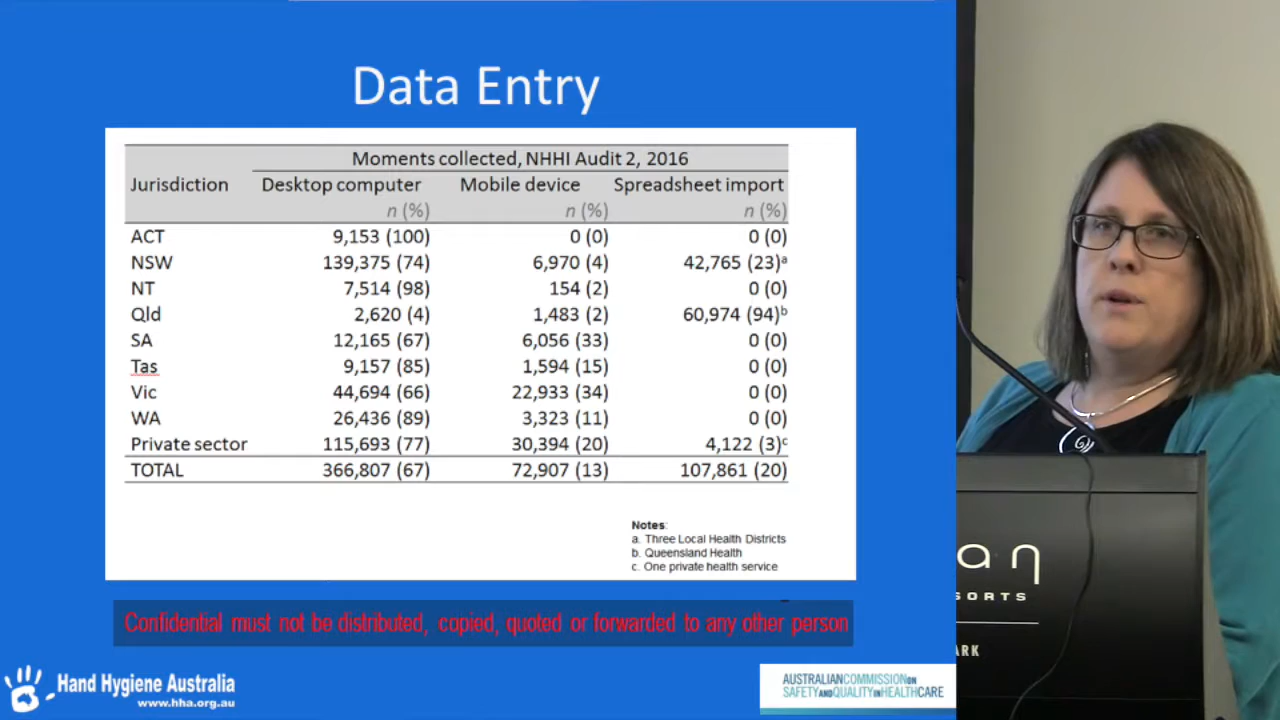 Data Entry
Moments collected, NHHI Audit 2, 2016
Jurisdiction Desktop computer Mobile device Spreadsheet import
n (%) n (%) n (%)
ACT 9,153 (100) 0 (0) 0 (0)
NSW 139,375 (74) 6,970 (4) 42,765 (23)a
NT 7,514 (98) 154 (2) 0 (0)
Qld 2,620 (4) 1,483 (2) 60,974 (94)b
SA 12,165 (67) 6,056 (33) 0 (0)
Tas 9,157 (85) 1,594 (15) 0 (0)
Vic 44,694 (66) 22,933 (34) 0 (0)
WA 26,436 (89) 3,323 (11) 0 (0)
Private sector 115,693 (77) 30,394 (20) 4,122 (3)c
TOTAL 366,807 (67) 72,907 (13) 107,861 (20)
Notes:
a. Three Local Health Districts
b. Queensland Health
c. One private health service
Confidential must not be distributed, copied, quoted or forwarded to any other person
Hand Hygiene Australia
www.hha.org.au
AUSTRALIAN COMMISSION ON
SAFETY AND QUALITY IN HEALTH CARE
SORTS
ARK